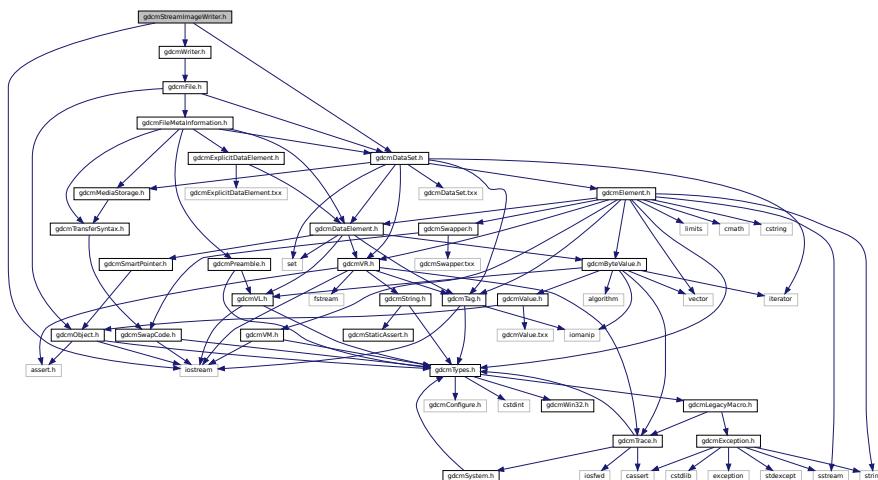 gdcmStreamImageWriter.h
gdcmWriter.h
gdcmFile.h
gdcmFileMetaInformation.h
gdcmExplicitDataElement.h
gdcmDataSet.h
gdcmMediaStorage.h
gdcmExplicitDataElement.txx
gdcmDataSet.txx
gdcmElement.h
gdcmTransferSyntax.h
gdcmDataElement.h
gdcmSwapper.h
limits
cmath
cstring
gdcmSmartPointer.h
gdcmPreamble.h
set
gdcmVR.h
gdcmSwapper.txx
gdcmByteValue.h
gdcmVL.h
fstream
gdcmString.h
gdcmTag.h
gdcmValue.h
algorithm
vector
iterator
gdcmObject.h
gdcmSwapCode.h
gdcmVM.h
gdcmStaticAssert.h
gdcmValue.txx
iomanip
assert.h
iostream
gdcmTypes.h
gdcmConfigure.h
cstdint
gdcmWin32.h
gdcmLegacyMacro.h
gdcmTrace.h
gdcmException.h
gdcmSystem.h
iosfwd
cassert
cstdlib
exception
stdexcept
sstream